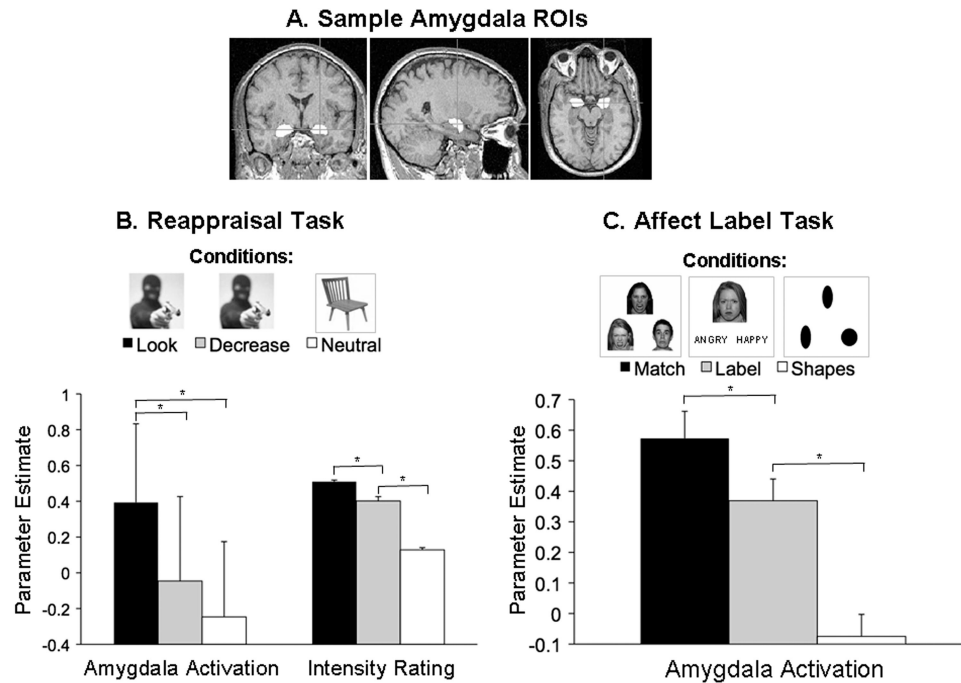 A. Sample Amygdala ROIs
B. Reappraisal Task
Conditions:
Look Decrease Neutral
1
0.8
0.6
0.4
0.2
0
-0.2
-0.4
Parameter Estimate
*
*
*
*
Amygdala Activation Intensity Rating
C. Affect Label Task
Conditions:
ANGRY HAPPY
Match Label Shapes
0.7
0.6
0.5
0.4
0.3
0.2
0.1
0
-0.1
Parameter Estimate
*
*
Amygdala Activation